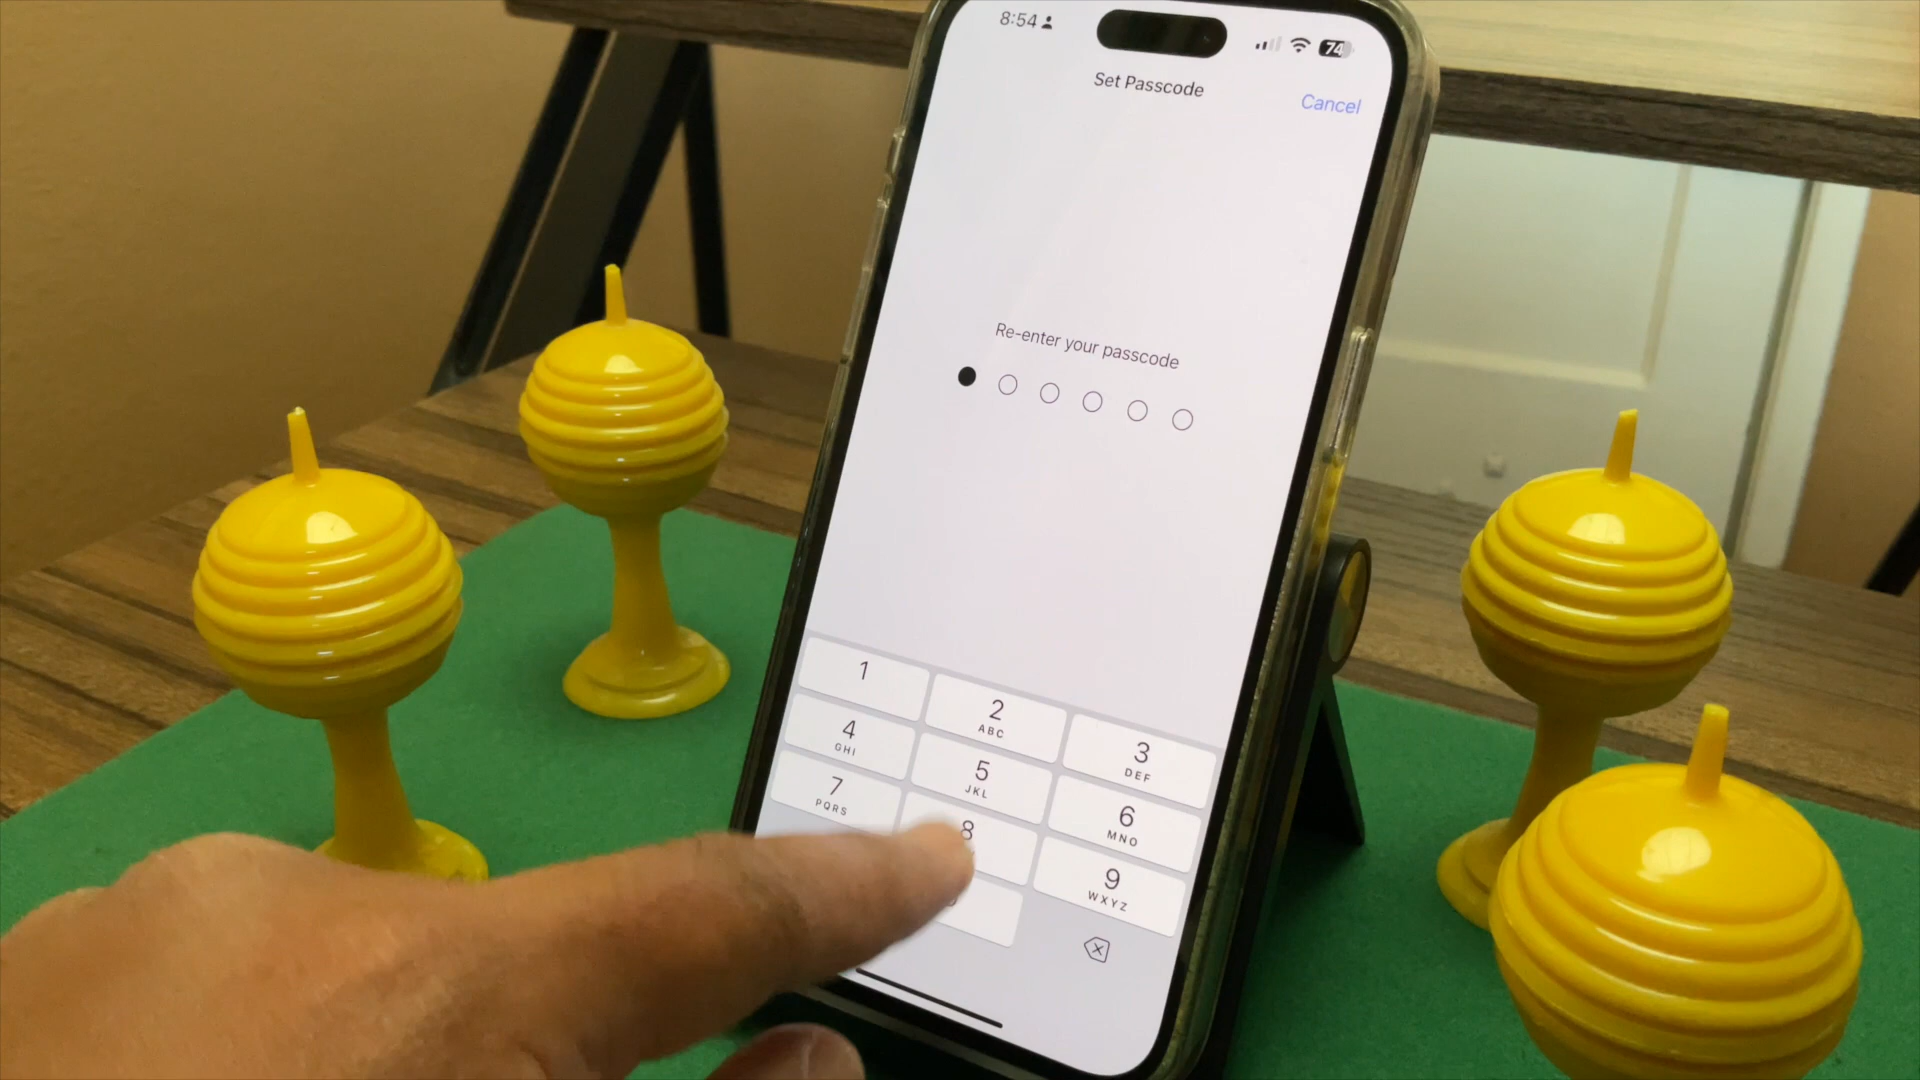 8:54
74
Set Passcode
Cancel
Re-enter your passcode
1
2
ABC
3
DEF
4
GHI
5
JKL
6
MNO
7
PQRS
8
9
WXYZ